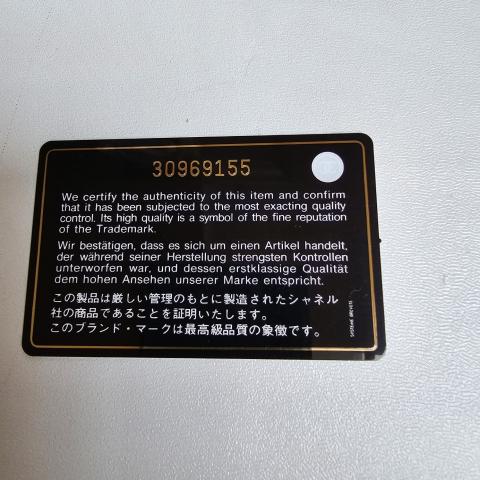 30969155
We certify the authenticity of this item and confirm
that it has been subjected to the most exacting quality
control. Its high quality is a symbol of the fine reputation
of the Trademark.
Wir bestätigen, dass es sich um einen Artikel handelt,
der während seiner Herstellung strengsten Kontrollen
unterworfen war, und dessen erstklassige Qualität
dem hohen Ansehen unserer Marke entspricht.
この製品は厳しい管理のもとに製造されたシャネル
社の商品であることを証明いたします。
このブランド・マークは最高級品質の象徴です。